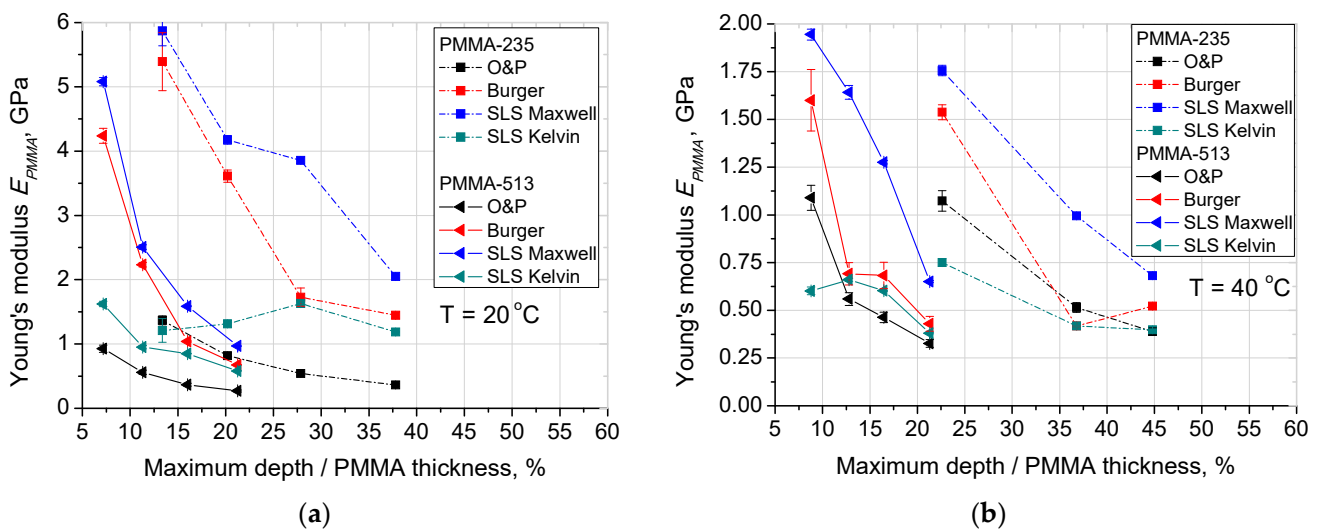 Young's modulus E_PMMA, GPa
6
5
4
3
2
1
0
PMMA-235
O&P
Burger
SLS Maxwell
SLS Kelvin
PMMA-513
O&P
Burger
SLS Maxwell
SLS Kelvin
T = 20 °C
5 10 15 20 25 30 35 40 45 50 55 60
Maximum depth / PMMA thickness, %
(a)
Young's modulus E_PMMA, GPa
2.00
1.75
1.50
1.25
1.00
0.75
0.50
0.25
0.00
PMMA-235
O&P
Burger
SLS Maxwell
SLS Kelvin
PMMA-513
O&P
Burger
SLS Maxwell
SLS Kelvin
T = 40 °C
5 10 15 20 25 30 35 40 45 50 55 60
Maximum depth / PMMA thickness, %
(b)